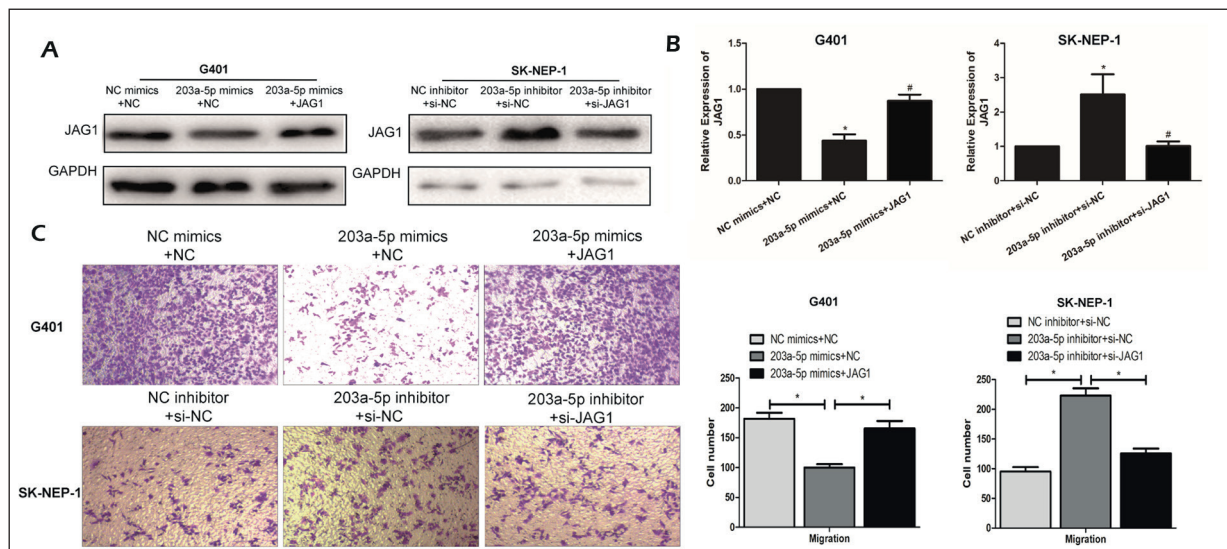 A
G401
NC mimics 203a-5p mimics 203a-5p mimics
+NC +NC +JAG1
JAG1
GAPDH
SK-NEP-1
NC inhibitor 203a-5p inhibitor 203a-5p inhibitor
+si-NC +si-NC +si-JAG1
JAG1
GAPDH
B
G401
Relative Expression of
JAG1
1.5
1.0
0.5
0.0
*
#
NC mimics+NC
203a-5p mimics+NC
203a-5p mimics+JAG1
SK-NEP-1
Relative Expression of
JAG1
4
3
2
1
0
*
#
NC inhibitor+si-NC
203a-5p inhibitor+si-NC
203a-5p inhibitor+si-JAG1
C
NC mimics 203a-5p mimics 203a-5p mimics
+NC +NC +JAG1
G401
NC inhibitor 203a-5p inhibitor 203a-5p inhibitor
+si-NC +si-NC +si-JAG1
SK-NEP-1
G401
NC mimics+NC
203a-5p mimics+NC
203a-5p mimics+JAG1
Cell number
250
200
150
100
50
0
* *
Migration
SK-NEP-1
NC inhibitor+si-NC
203a-5p inhibitor+si-NC
203a-5p inhibitor+si-JAG1
Cell number
250
200
150
100
50
0
* *
Migration